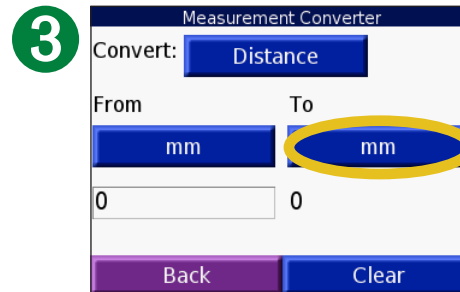 3
Measurement Converter
Convert: Distance
From To
mm mm
0 0
Back Clear